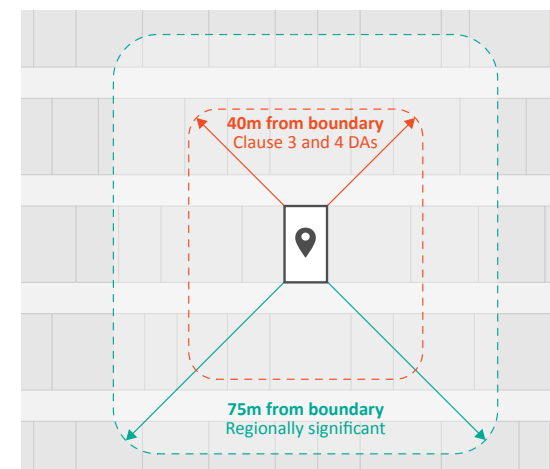 40m from boundary
Clause 3 and 4 DAs
75m from boundary
Regionally significant